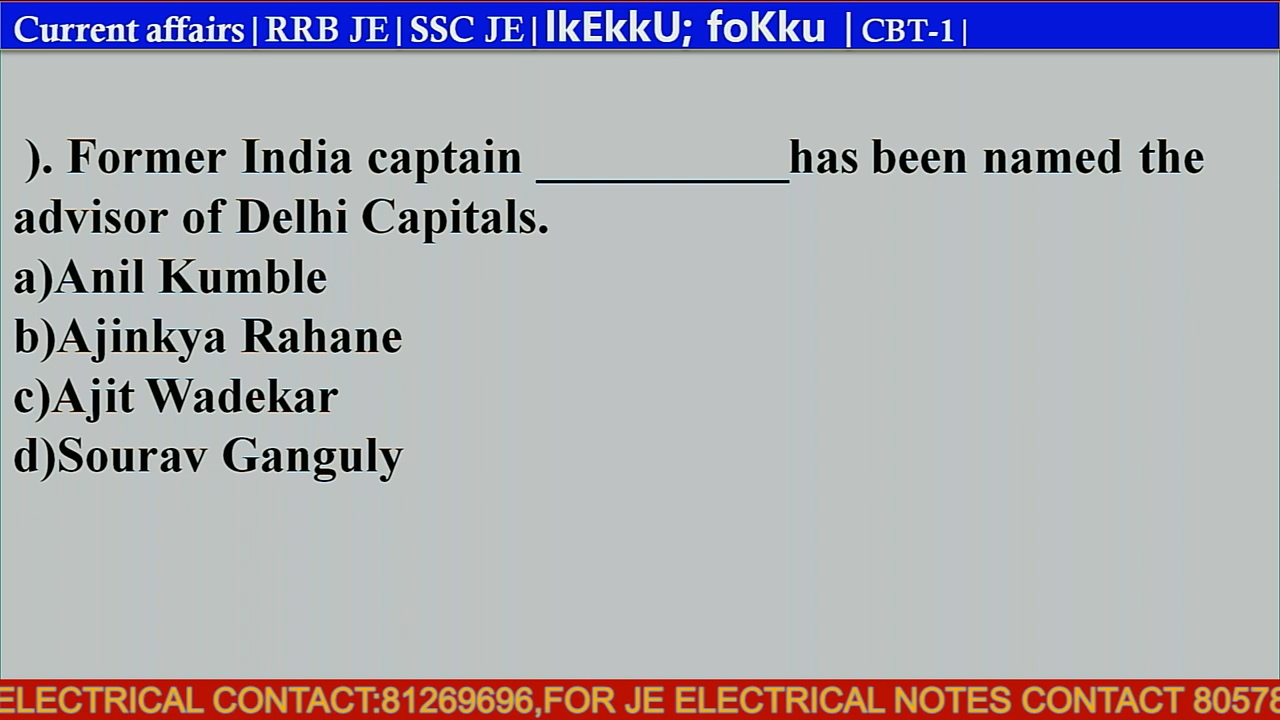 Current affairs|RRB JE|SSC JE|lkEkkU; foKku |CBT-1|
). Former India captain __________has been named the
advisor of Delhi Capitals.
a)Anil Kumble
b)Ajinkya Rahane
c)Ajit Wadekar
d)Sourav Ganguly
ELECTRICAL CONTACT:81269696,FOR JE ELECTRICAL NOTES CONTACT 80578